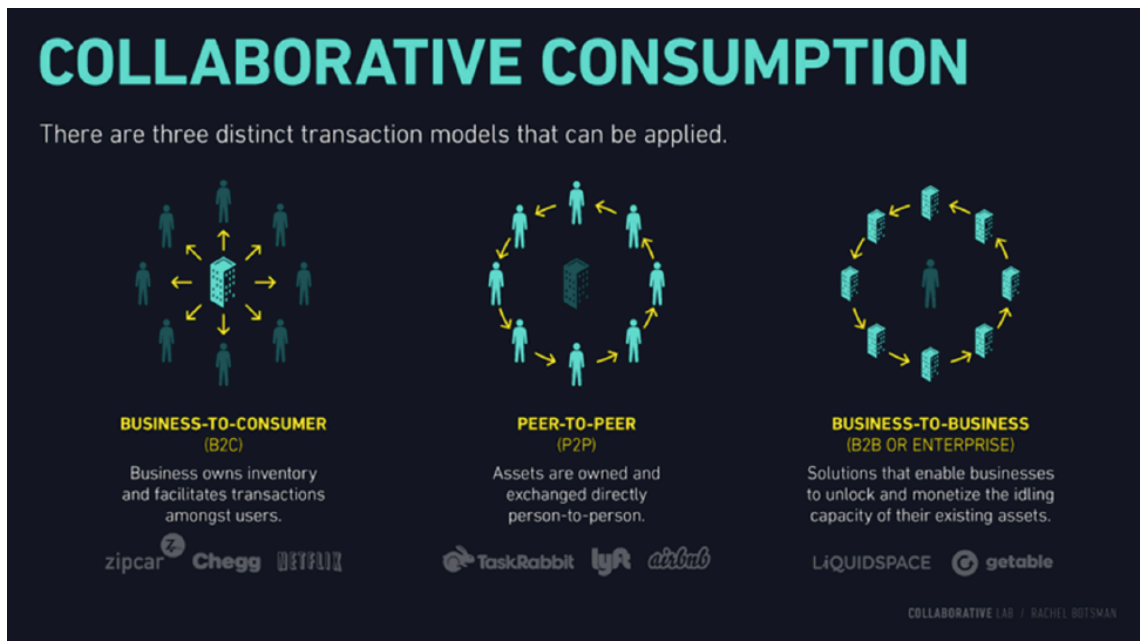 COLLABORATIVE CONSUMPTION
There are three distinct transaction models that can be applied.
BUSINESS-TO-CONSUMER
(B2C)
Business owns inventory
and facilitates transactions
amongst users.
zipcar Z Chegg NETFLIX
PEER-TO-PEER
(P2P)
Assets are owned and
exchanged directly
person-to-person.
TaskRabbit lyft airbnb
BUSINESS-TO-BUSINESS
(B2B OR ENTERPRISE)
Solutions that enable businesses
to unlock and monetize the idling
capacity of their existing assets.
LiQUIDSPACE G getable
COLLABORATIVE LAB / RACHEL BOTSMAN